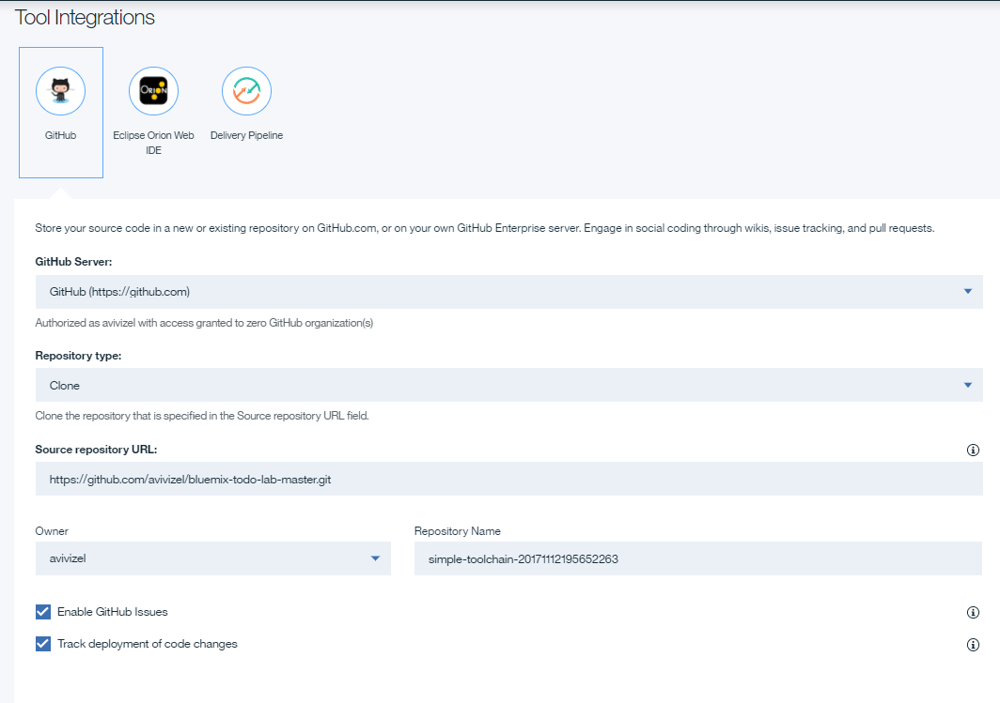 Tool Integrations
ORION
GitHub
Eclipse Orion Web
IDE
Delivery Pipeline
Store your source code in a new or existing repository on GitHub.com, or on your own GitHub Enterprise server. Engage in social coding through wikis, issue tracking, and pull requests.
GitHub Server:
GitHub (https://github.com)
Authorized as avivizel with access granted to zero GitHub organization(s)
Repository type:
Clone
Clone the repository that is specified in the Source repository URL field.
Source repository URL:
https://github.com/avivizel/bluemix-todo-lab-master.git
Owner
Repository Name
avivizel
simple-toolchain-20171112195652263
Enable GitHub Issues
Track deployment of code changes